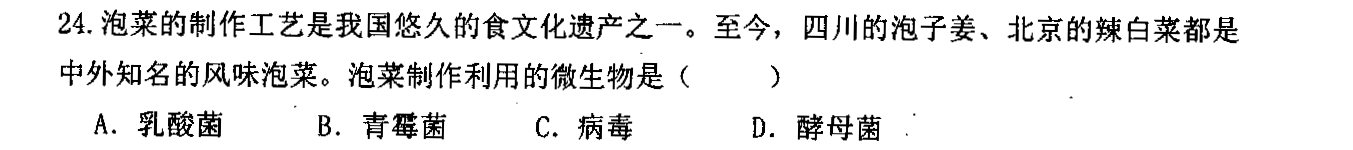 24. 泡菜的制作工艺是我国悠久的食文化遗产之一。至今，四川的泡子姜、北京的辣白菜都是
中外知名的风味泡菜。泡菜制作利用的微生物是（　　）
A. 乳酸菌　　B. 青霉菌　　C. 病毒　　D. 酵母菌